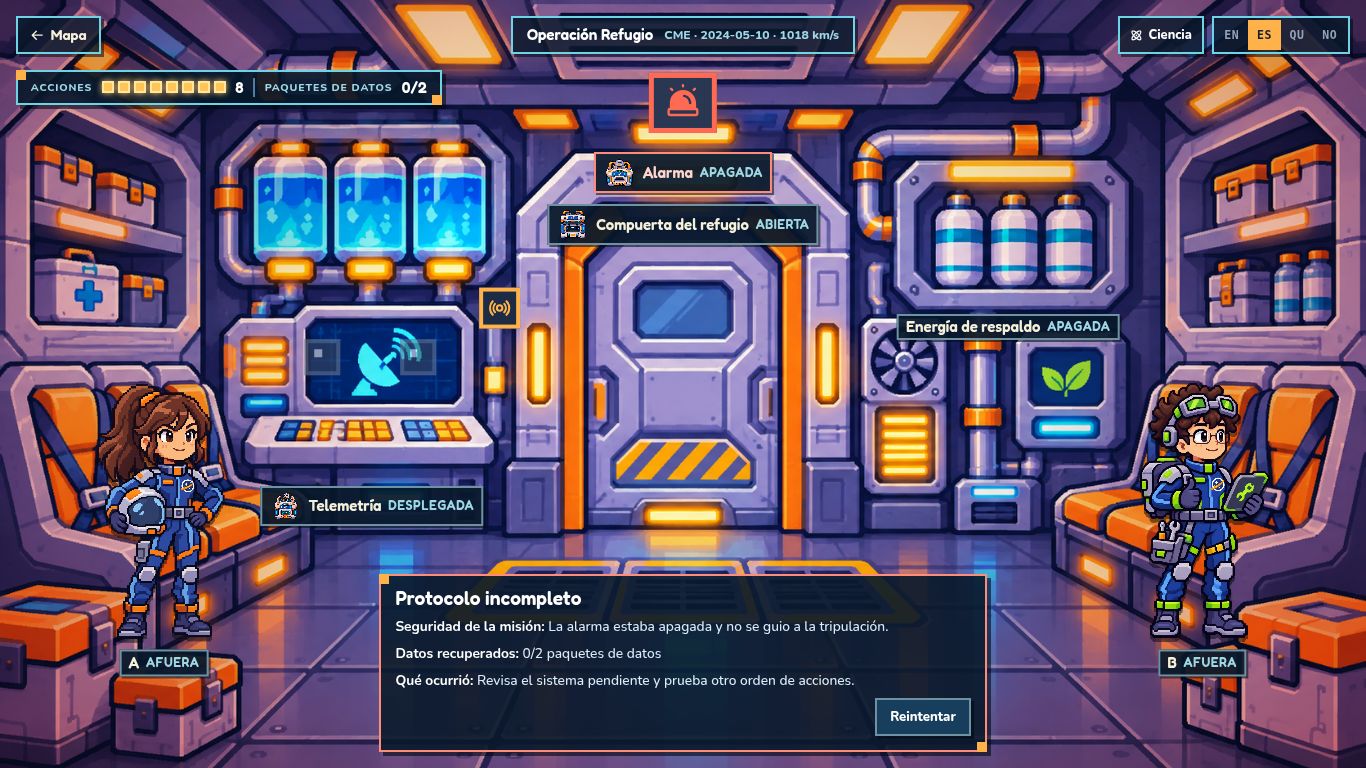 ← Mapa
Operación Refugio CME · 2024-05-10 · 1018 km/s
Ciencia
EN ES QU NO
ACCIONES 8 PAQUETES DE DATOS 0/2
Alarma APAGADA
Compuerta del refugio ABIERTA
Energía de respaldo APAGADA
Telemetría DESPLEGADA
Protocolo incompleto
Seguridad de la misión: La alarma estaba apagada y no se guio a la tripulación.
Datos recuperados: 0/2 paquetes de datos
Qué ocurrió: Revisa el sistema pendiente y prueba otro orden de acciones.
Reintentar
A AFUERA
B AFUERA